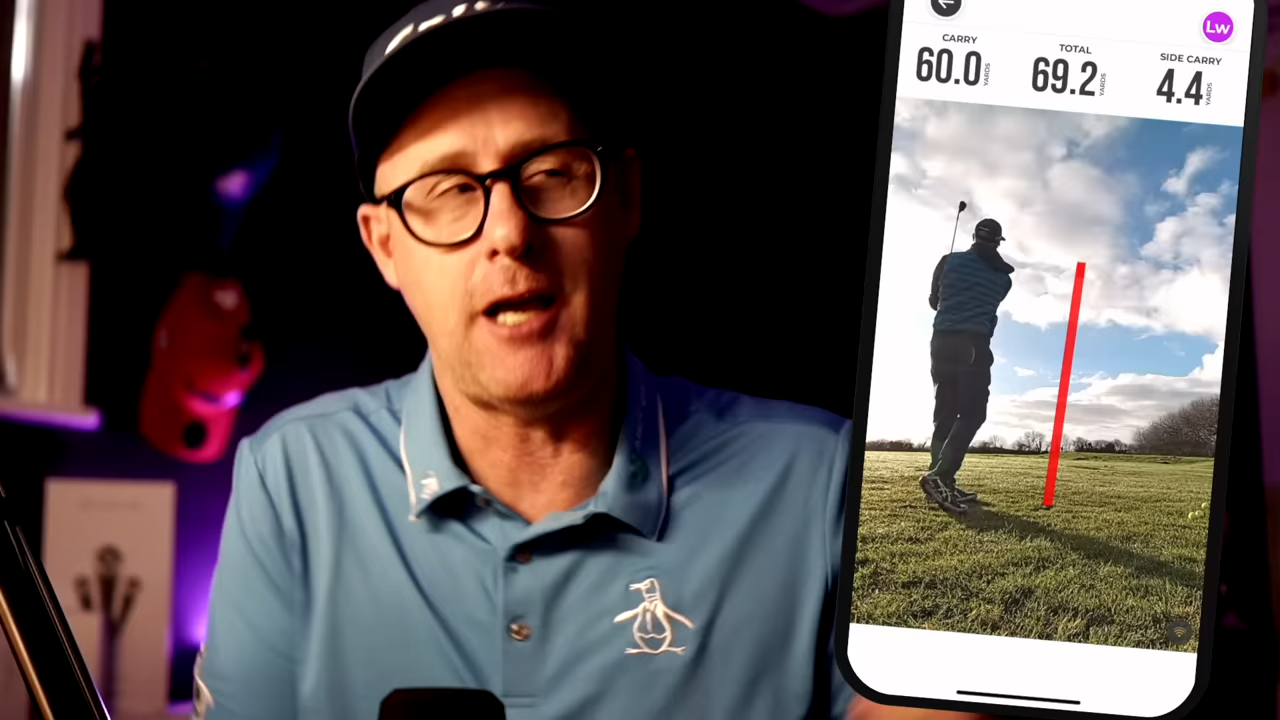 Lw
CARRY
60.0 YARDS
TOTAL
69.2 YARDS
SIDE CARRY
4.4 YARDS